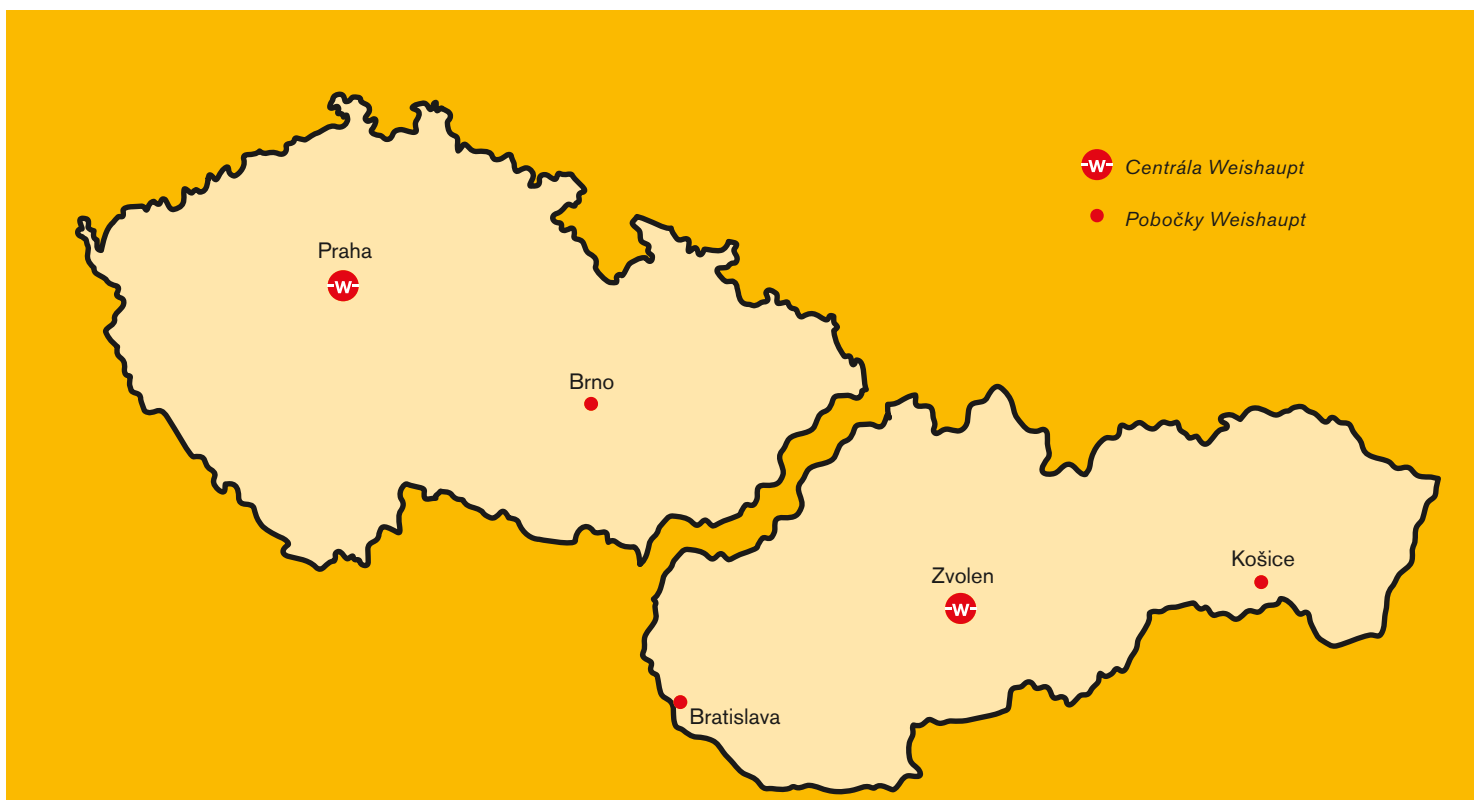 W Centrála Weishaupt
Pobočky Weishaupt
Praha
W
Brno
Zvolen
W
Košice
Bratislava